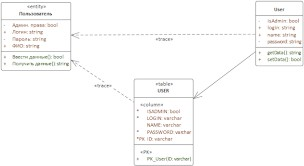 «entity»
Пользователь
- Админ. права: bool
- Логин: string
- Пароль: string
- ФИО: string
+ Ввести данные(): bool
+ Получить данные(): string
«trace»
User
- isAdmin: bool
- login: string
- name: string
- password: string
+ getData(): string
+ setData(): bool
«trace»
«table»
USER
«column»
* ISADMIN: bool
* LOGIN: varchar
NAME: varchar
* PASSWORD: varchar
*PK ID: varchar
«PK»
+ PK_User(ID: varchar)